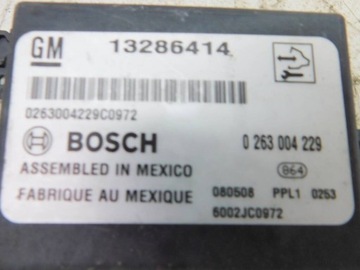 GM 13286414
0263004229C0972
BOSCH 0 263 004 229
ASSEMBLED IN MEXICO 864
FABRIQUE AU MEXIQUE 080508 PPL1 0253
6002JC0972